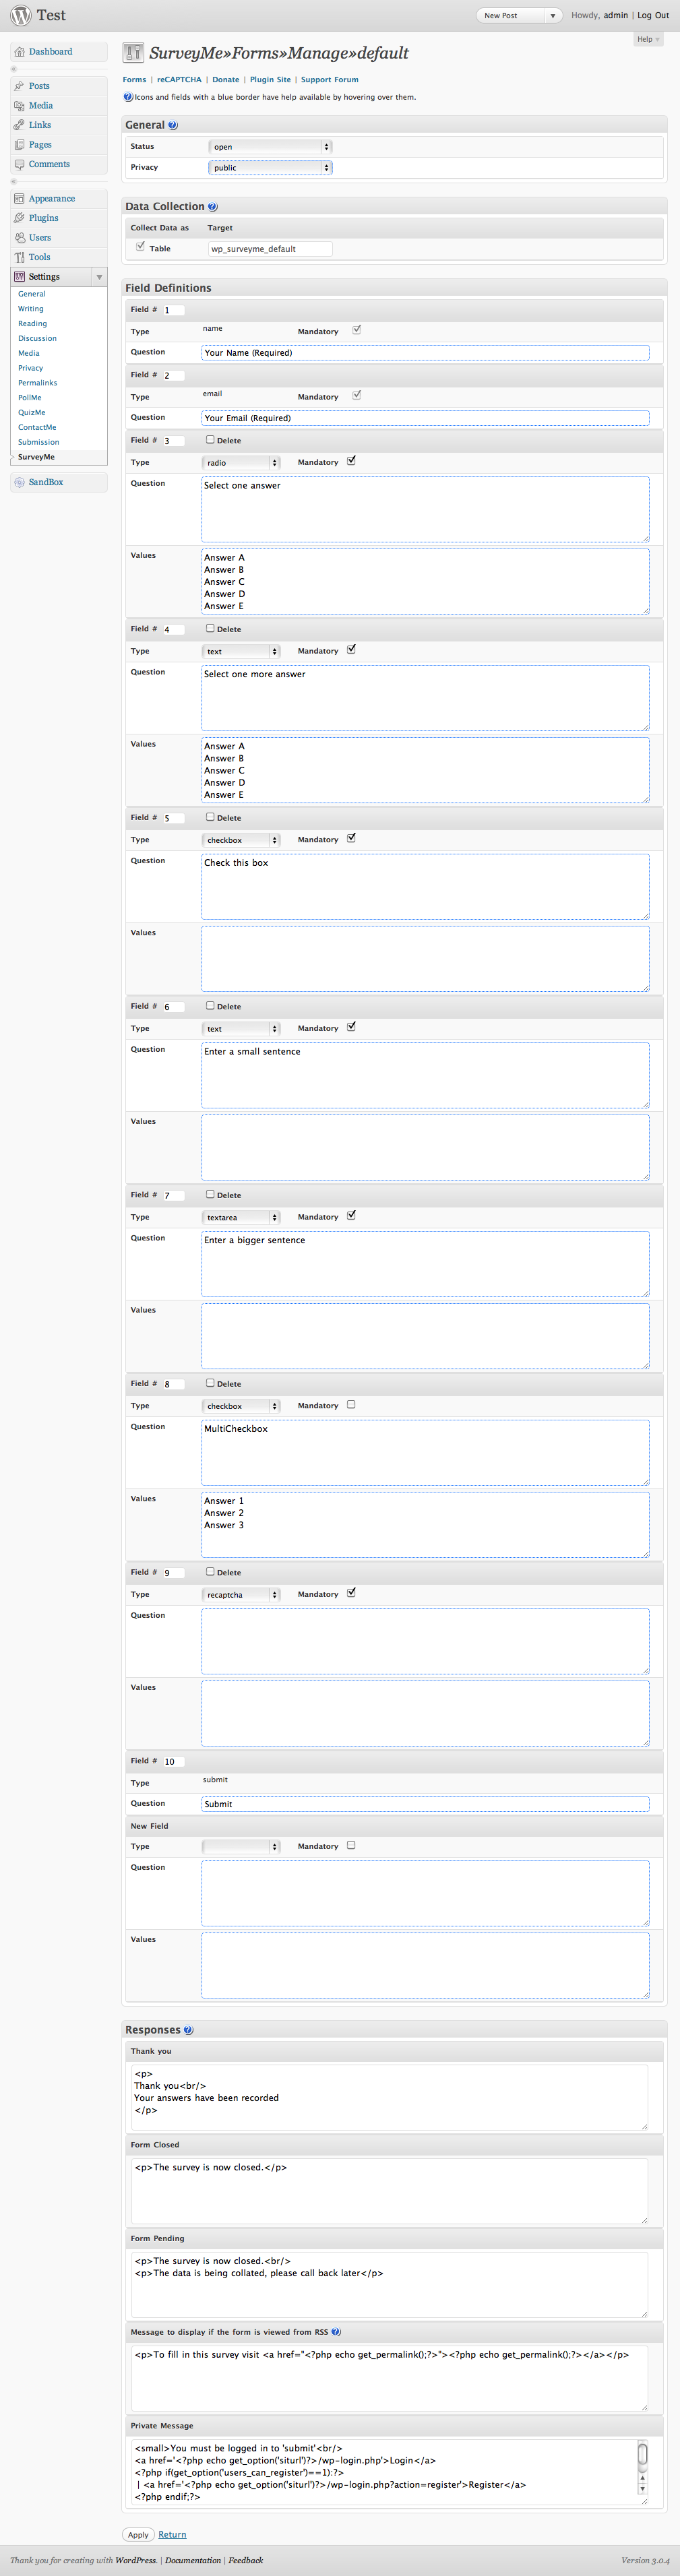 Test
New Post
Howdy, admin | Log Out
Help
Dashboard
Posts
Media
Links
Pages
Comments
Appearance
Plugins
Users
Tools
Settings
General
Writing
Reading
Discussion
Media
Privacy
Permalinks
PollMe
QuizMe
ContactMe
Submission
SurveyMe
SandBox
SurveyMe»Forms»Manage»default
Forms | reCAPTCHA | Donate | Plugin Site | Support Forum
Icons and fields with a blue border have help available by hovering over them.
General
Status open
Privacy public
Data Collection
Collect Data as Target
Table wp_surveyme_default
Field Definitions
Field # 1
Type name Mandatory
Question Your Name (Required)
Field # 2
Type email Mandatory
Question Your Email (Required)
Field # 3 Delete
Type radio Mandatory
Question Select one answer
Values Answer A
Answer B
Answer C
Answer D
Answer E
Field # 4 Delete
Type text Mandatory
Question Select one more answer
Values Answer A
Answer B
Answer C
Answer D
Answer E
Field # 5 Delete
Type checkbox Mandatory
Question Check this box
Values
Field # 6 Delete
Type text Mandatory
Question Enter a small sentence
Values
Field # 7 Delete
Type textarea Mandatory
Question Enter a bigger sentence
Values
Field # 8 Delete
Type checkbox Mandatory
Question MultiCheckbox
Values Answer 1
Answer 2
Answer 3
Field # 9 Delete
Type recaptcha Mandatory
Question
Values
Field # 10
Type submit
Question Submit
New Field
Type Mandatory
Question
Values
Responses
Thank you
<p>
Thank you<br/>
Your answers have been recorded
</p>
Form Closed
<p>The survey is now closed.</p>
Form Pending
<p>The survey is now closed.<br/>
<p>The data is being collated, please call back later</p>
Message to display if the form is viewed from RSS
<p>To fill in this survey visit <a href="<?php echo get_permalink();?>"><?php echo get_permalink();?></a></p>
Private Message
<small>You must be logged in to 'submit'<br/>
<a href='<?php echo get_option('siturl')?>/wp-login.php'>Login</a>
<?php if(get_option('users_can_register')==1):?>
| <a href='<?php echo get_option('siturl')?>/wp-login.php?action=register'>Register</a>
<?php endif;?>
Apply Return
Thank you for creating with WordPress. | Documentation | Feedback
Version 3.0.4